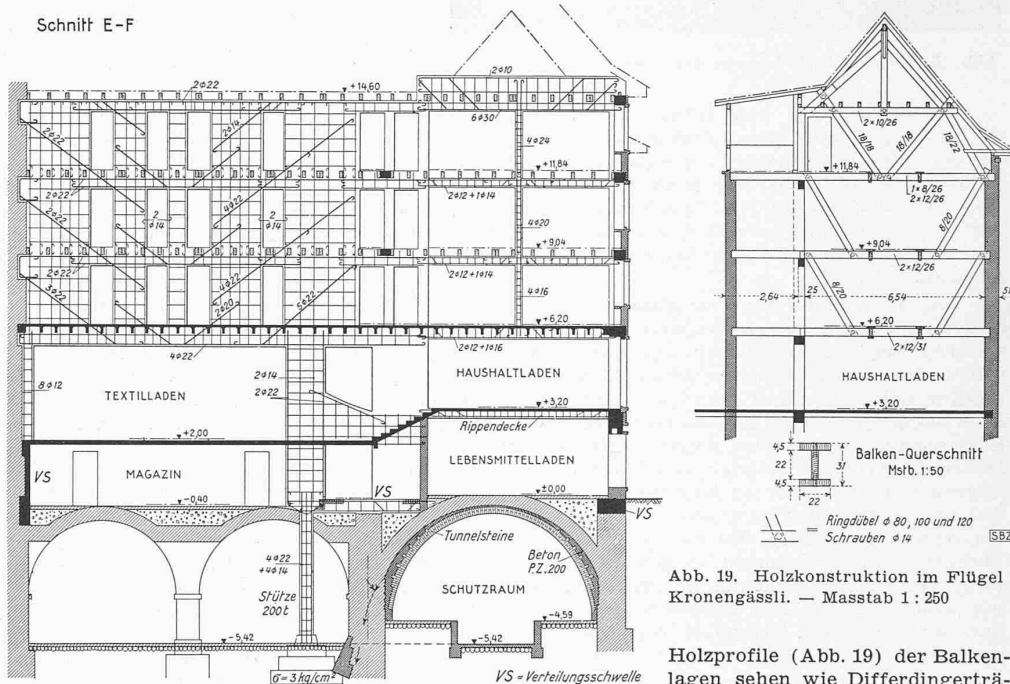 Schnitt E-F
2ϕ10
2ϕ22
+14,60
6ϕ30
2ϕ14
2ϕ22
4ϕ24
+11,84
2ϕ22
2ϕ12+1ϕ14
2ϕ22
2 ϕ14
4ϕ22
2 ϕ14
4ϕ20
+9,04
2ϕ22
2ϕ12+1ϕ14
4ϕ22
3ϕ22
2ϕ20
5ϕ22
4ϕ16
+6,20
4ϕ22
2ϕ12+1ϕ16
8ϕ12
TEXTILLADEN
2ϕ14
2ϕ22
HAUSHALTLADEN
+3,20
Rippendecke
+2,00
VS
MAGAZIN
VS
LEBENSMITTELLADEN
-0,40
±0,00
VS
Tunnelsteine
Beton
P.Z.200
4ϕ22
+4ϕ14
Stütze
200t
SCHUTZRAUM
-4,59
-5,42
-5,42
σ=3kg/cm²
VS = Verteilungsschwelle
2×10/26
18/18
18/18
18/22
+11,84
1×8/26
2×12/26
8/20
+9,04
2×12/26
8/20
2,64
25
6,54
+6,20
2×12/31
HAUSHALTLADEN
+3,20
4,5
22
4,5
31
22
Balken-Querschnitt
Mstb. 1:50
= Ringdübel ϕ 80, 100 und 120
Schrauben ϕ14
SBZ
Abb. 19. Holzkonstruktion im Flügel
Kronengässli. — Masstab 1 : 250
Holzprofile (Abb. 19) der Balken-
lagen sehen wie Differdingerträ-